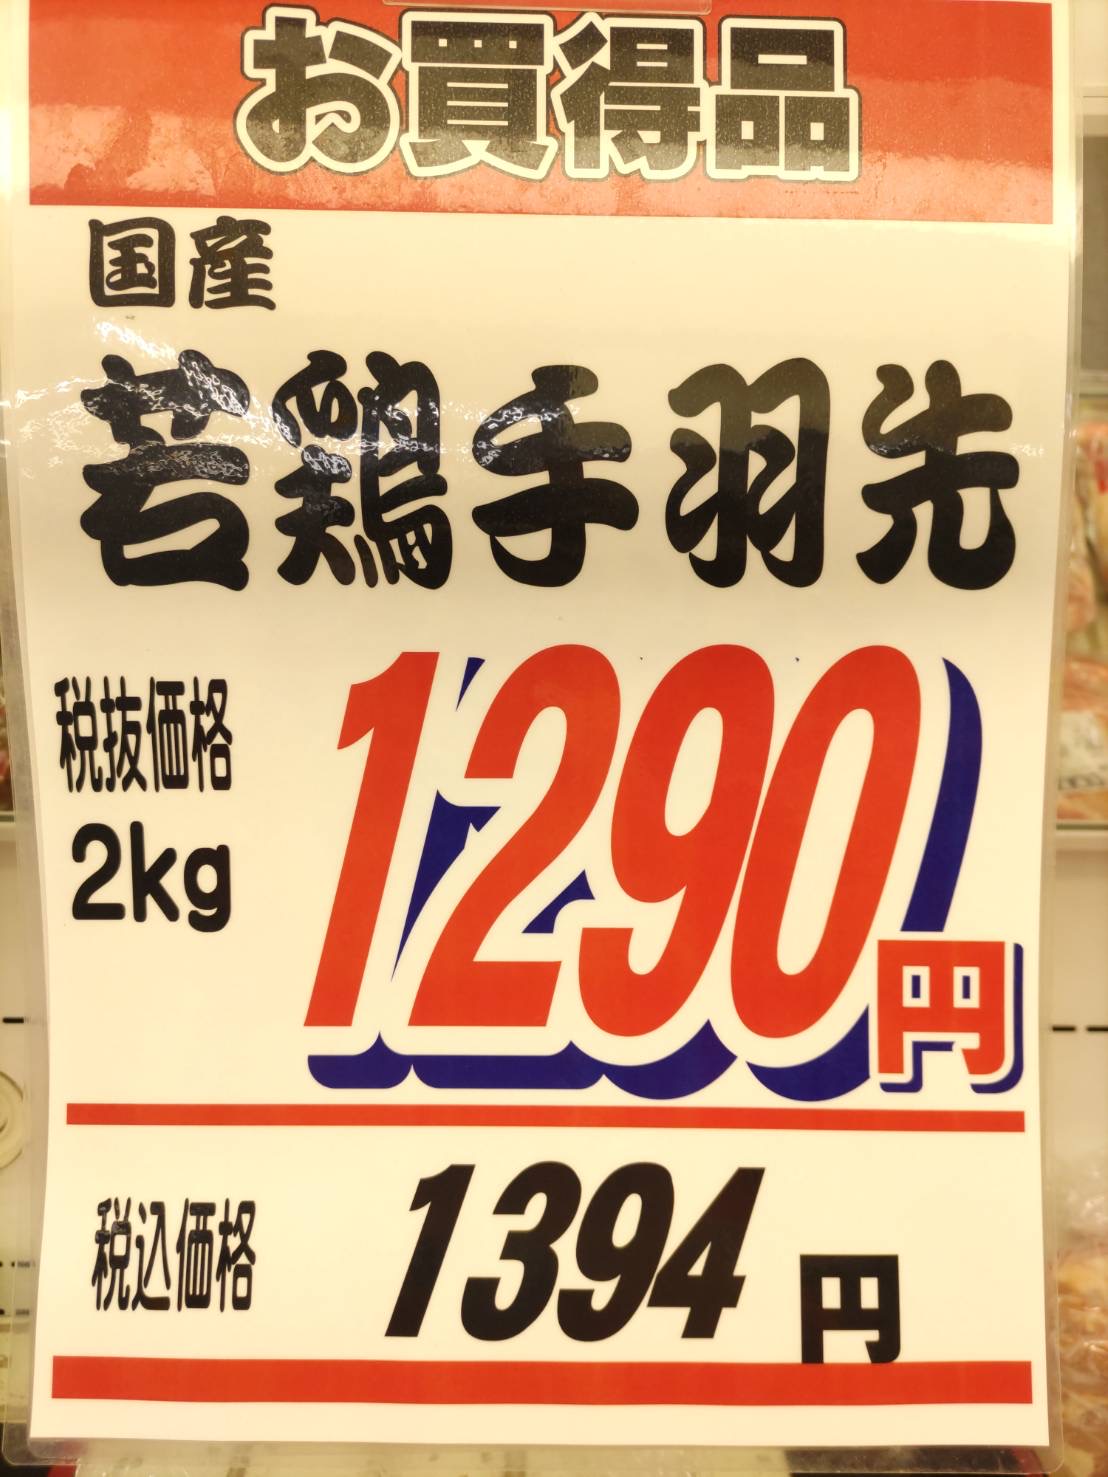 お買得品
国産
若鶏手羽先
税抜価格
2kg
1290円
税込価格
1394円